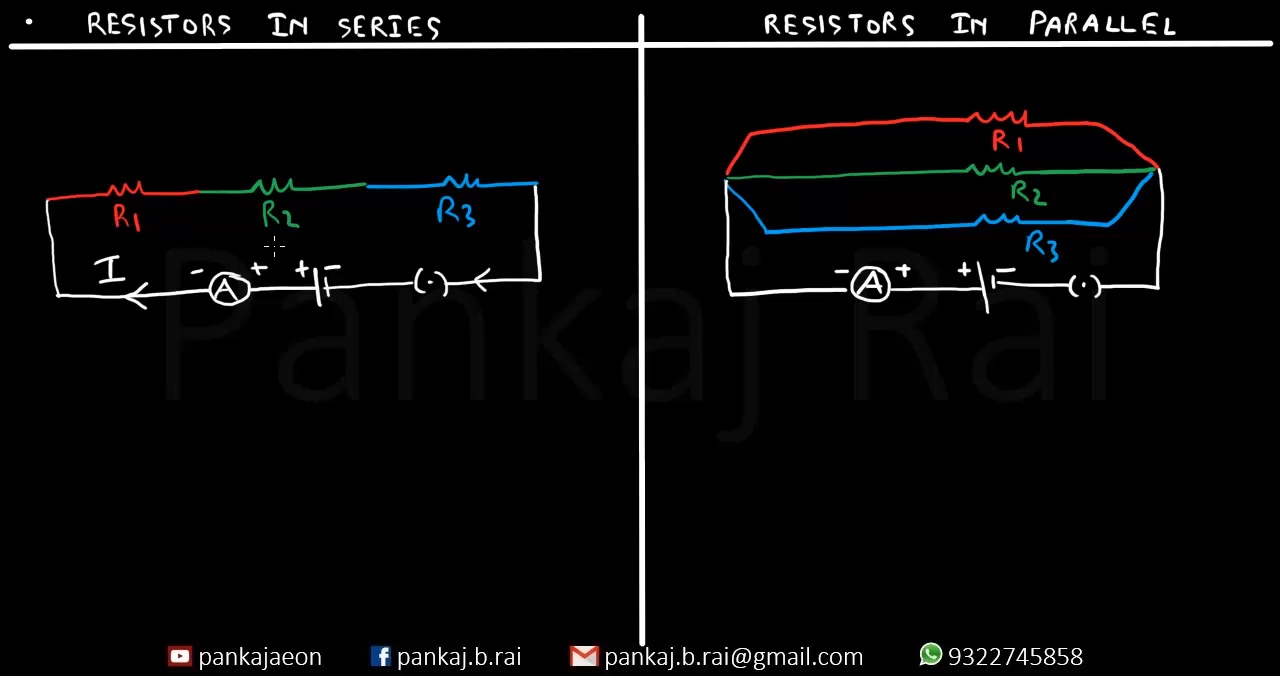 RESISTORS IN SERIES
RESISTORS IN PARALLEL
R1
R2
R3
I
- A + + -
(·)
R1
R2
R3
- A + + -
(·)
Pankaj Rai
pankajaeon
pankaj.b.rai
pankaj.b.rai@gmail.com
9322745858